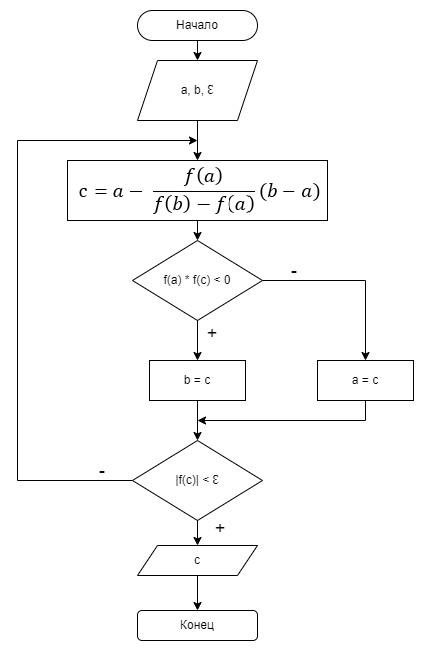 Начало
a, b, Ɛ
c = a − f(a) / f(b) − f(a) (b − a)
f(a) * f(c) < 0
-
+
b = c
a = c
|f(c)| < Ɛ
-
+
c
Конец